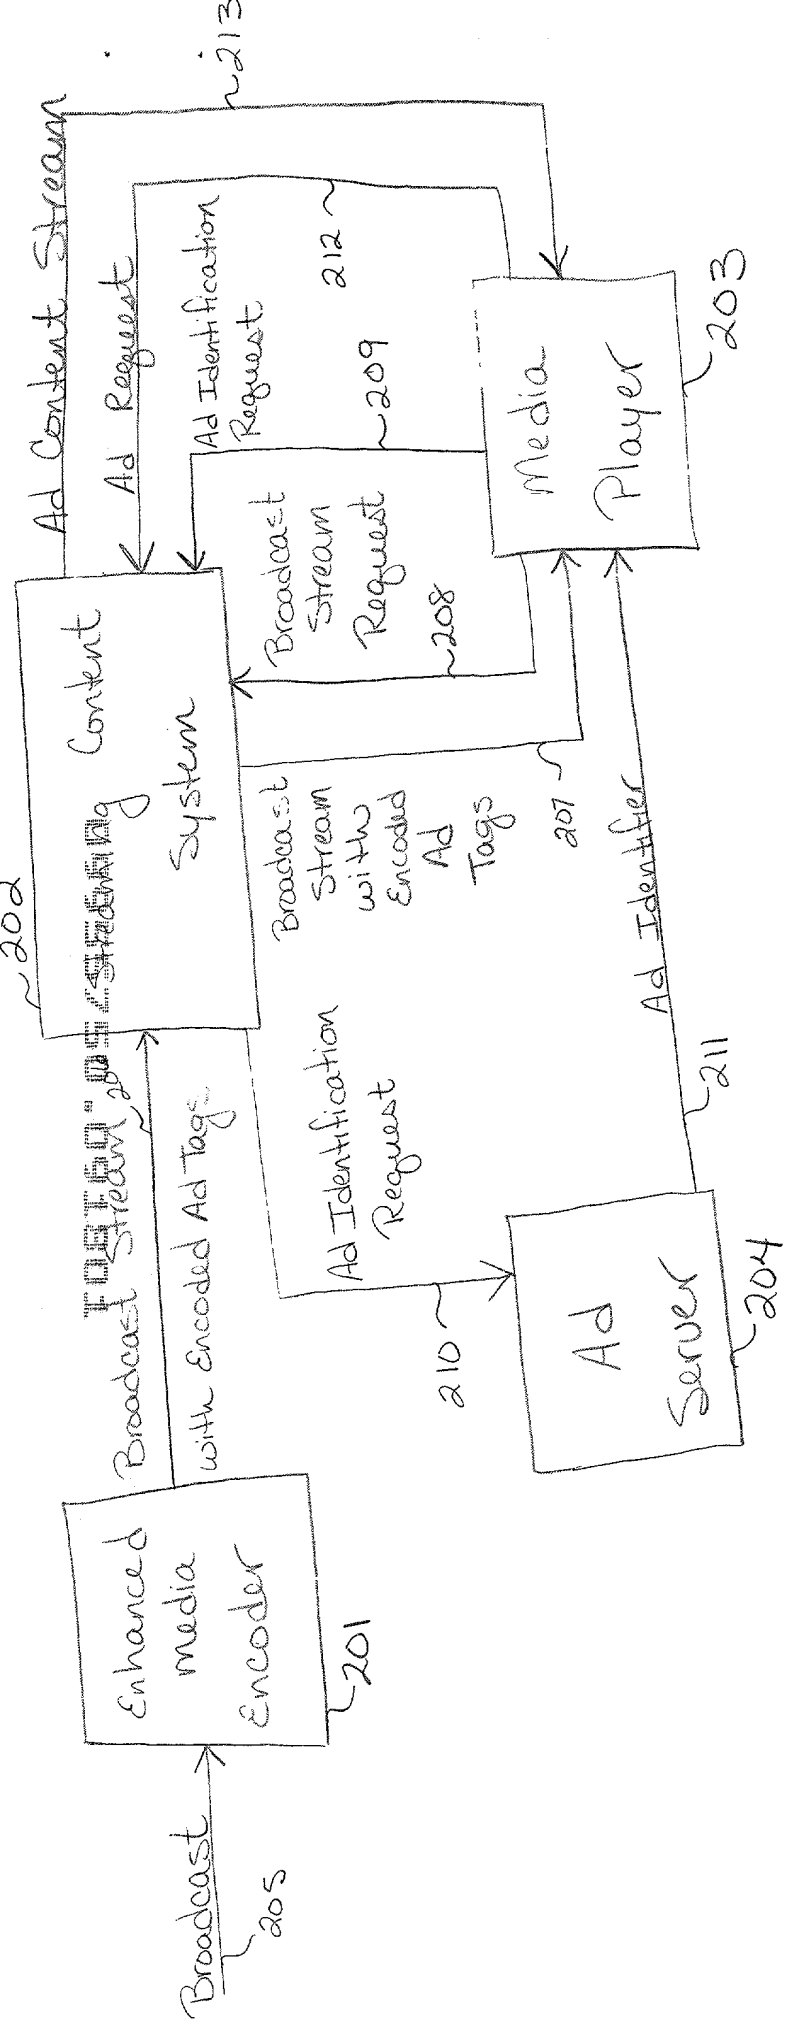 Broadcast
205
Enhanced
Media
Encoder
201
Broadcast Stream
206
with Encoded Ad Tags
202
Streaming Content
System
Ad Identification
Request
210
Ad
Server
204
Ad Identifier
211
Broadcast
Stream
with
Encoded
Ad
Tags
207
Broadcast
Stream
Request
208
Ad Identification
Request
209
Ad Request
212
Ad Content Stream
213
Media
Player
203